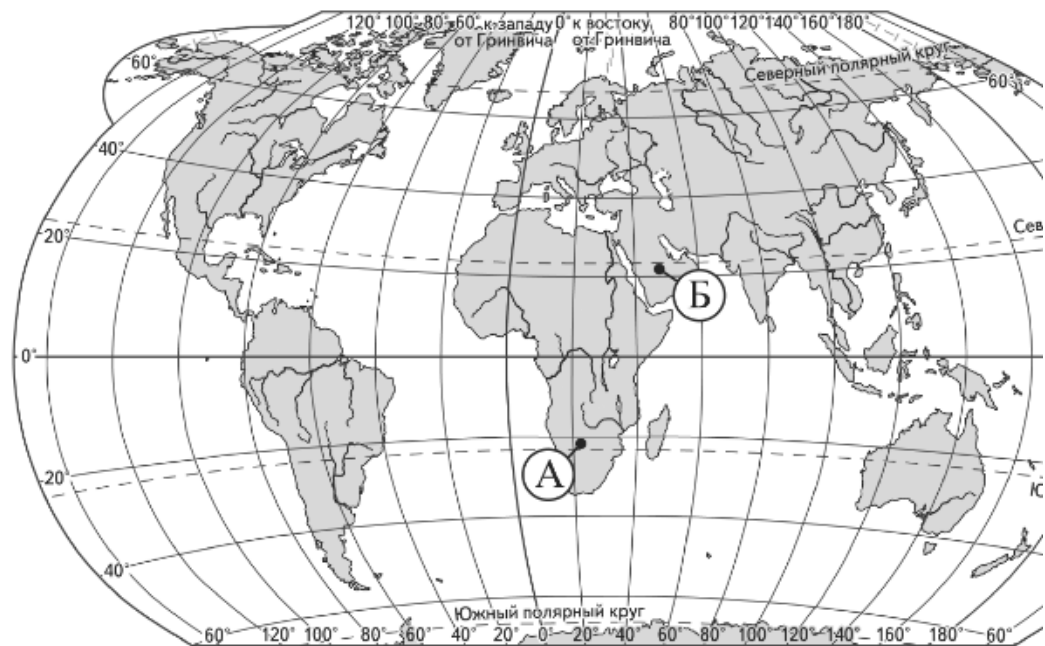 120° 100° 80° 60° к западу 0° к востоку 80° 100° 120° 140° 160° 180°
от Гринвича от Гринвича
60°
Северный полярный круг
60°
40°
20°
Сев
Б
0°
А
20°
Ю
40°
Южный полярный круг
60° 120° 100° 80° 60° 40 20° 0° 20° 40° 60° 80° 100° 120° 140° 160° 180° 60°